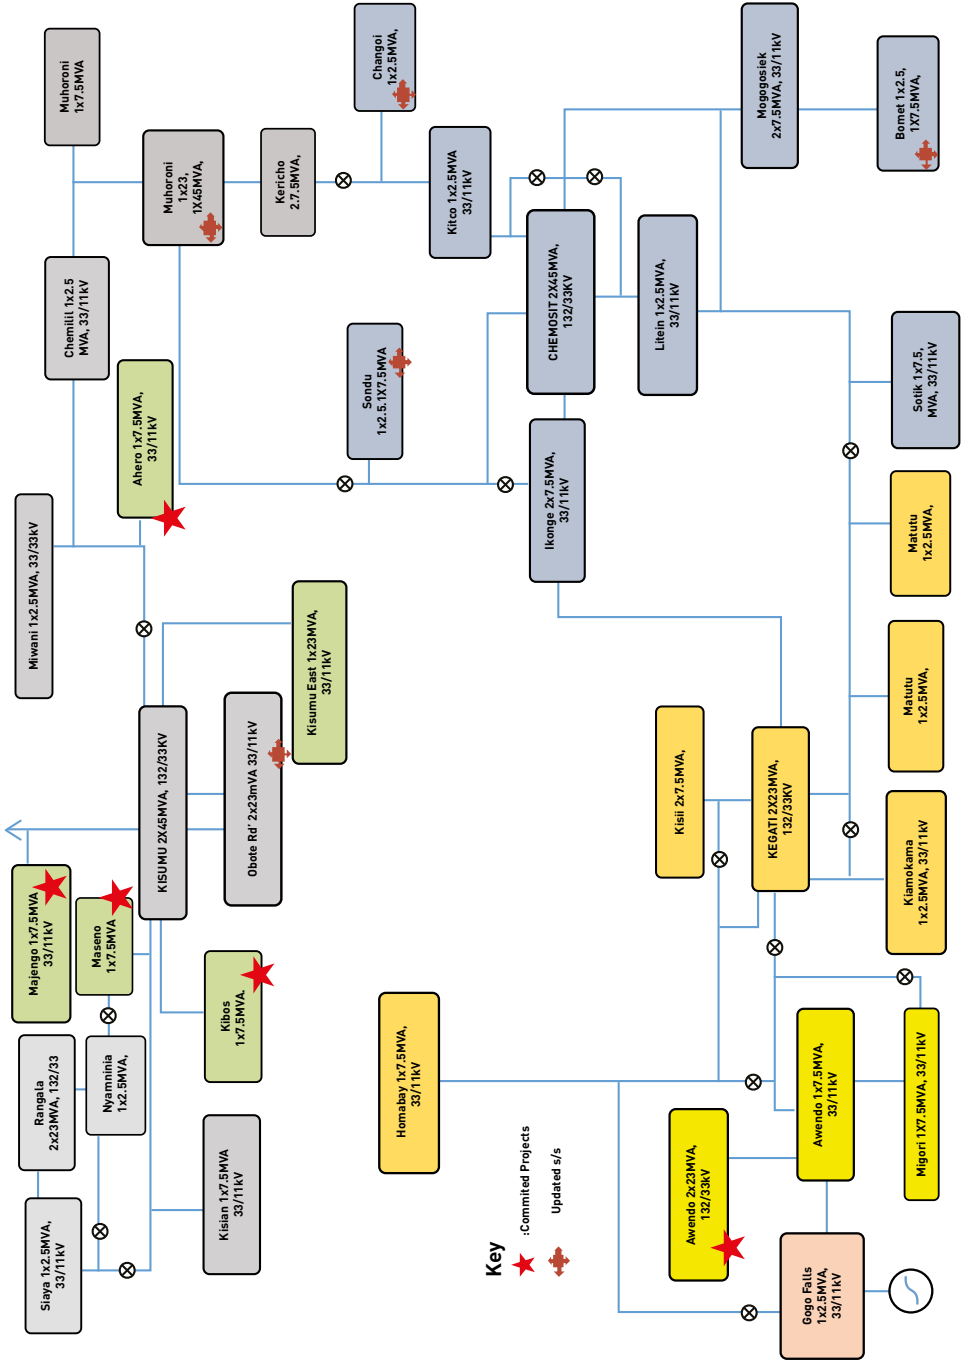 Muhoroni
1x7.5MVA
Changoi
1x2.5MVA,
Mogogosiek
2x7.5MVA, 33/11kV
Bomet 1x2.5,
1X7.5MVA,
Muhoroni
1x23,
1X45MVA,
Kericho
2.7.5MVA,
Kitco 1x2.5MVA
33/11kV
Chemilil 1x2.5
MVA, 33/11kV
CHEMOSIT 2X45MVA,
132/33KV
Litein 1x2.5MVA,
33/11kV
Sondu
1x2.5.1X7.5MVA
Sotik 1x7.5,
MVA, 33/11kV
Ahero 1x7.5MVA,
33/11kV
Ikonge 2x7.5MVA,
33/11kV
Matutu
1x2.5MVA,
Miwani 1x2.5MVA, 33/33kV
Kisumu East 1x23MVA,
33/11kV
Matutu
1x2.5MVA,
KISUMU 2X45MVA, 132/33KV
Obote Rd' 2x23mVA 33/11kV
Kisii 2x7.5MVA,
KEGATI 2X23MVA,
132/33KV
Kiamokama
1x2.5MVA, 33/11kV
Majengo 1x7.5MVA
33/11kV
Maseno
1x7.5MVA
Kibos
1x7.5MVA.
Homabay 1x7.5MVA,
33/11kV
Rangala
2x23MVA, 132/33
Nyamninia
1x2.5MVA,
Awendo 1x7.5MVA,
33/11kV
Migori 1X7.5MVA, 33/11kV
Siaya 1x2.5MVA,
33/11kV
Kisian 1x7.5MVA
33/11kV
Awendo 2x23MVA,
132/33kV
Gogo Falls
1x2.5MVA,
33/11kV
Key
:Commited Projects
Updated s/s